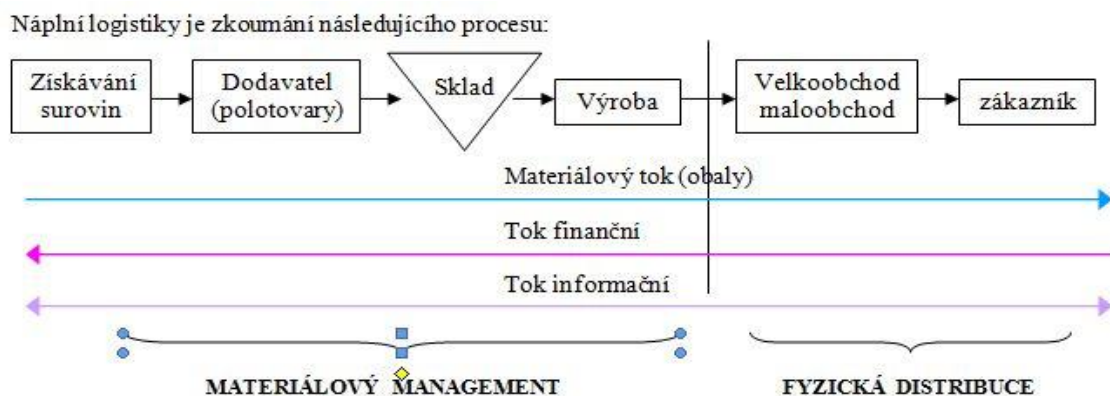 Náplní logistiky je zkoumání následujícího procesu:
Získávání
surovin
Dodavatel
(polotovary)
Sklad
Výroba
Velkoobchod
maloobchod
zákazník
Materiálový tok (obaly)
Tok finanční
Tok informační
MATERIÁLOVÝ MANAGEMENT
FYZICKÁ DISTRIBUCE